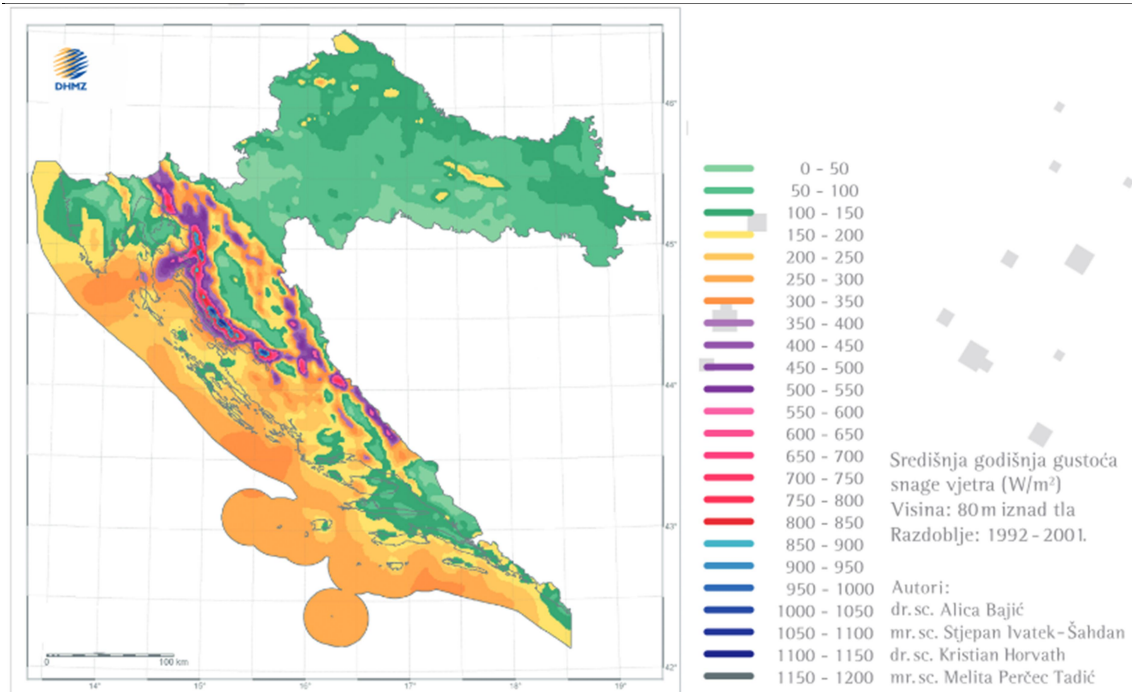 DHMZ
46°
45°
44°
43°
42°
0
100 km
14°
15°
16°
17°
18°
19°
0 - 50
50 - 100
100 - 150
150 - 200
200 - 250
250 - 300
300 - 350
350 - 400
400 - 450
450 - 500
500 - 550
550 - 600
600 - 650
650 - 700
700 - 750
750 - 800
800 - 850
850 - 900
900 - 950
950 - 1000
1000 - 1050
1050 - 1100
1100 - 1150
1150 - 1200
Središnja godišnja gustoća
snage vjetra (W/m²)
Visina: 80 m iznad tla
Razdoblje: 1992 - 2001.
Autori:
dr. sc. Alica Bajić
mr. sc. Stjepan Ivatek-Šahdan
dr. sc. Kristian Horvath
mr. sc. Melita Perčec Tadić